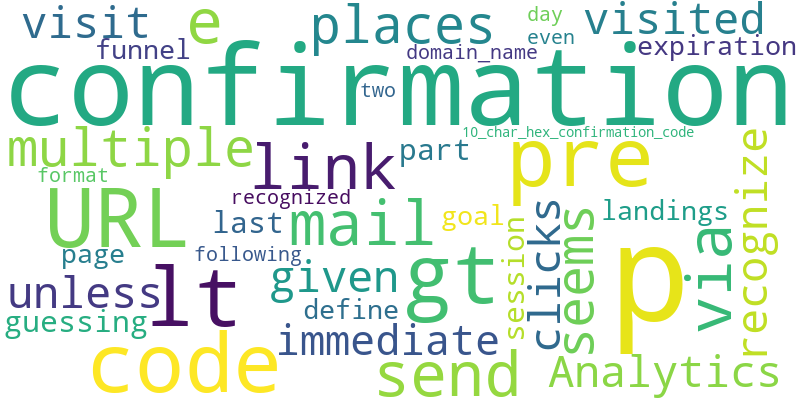 visit e places day visited
funnel domain_name even expiration
confirmation
two
multiple link part 10_char_hex_confirmation_code pre
format recognized
URL last mail goal session clicks seems landings via recognize
page following
unless lt given gt p
guessing define
code immediate
send Analytics